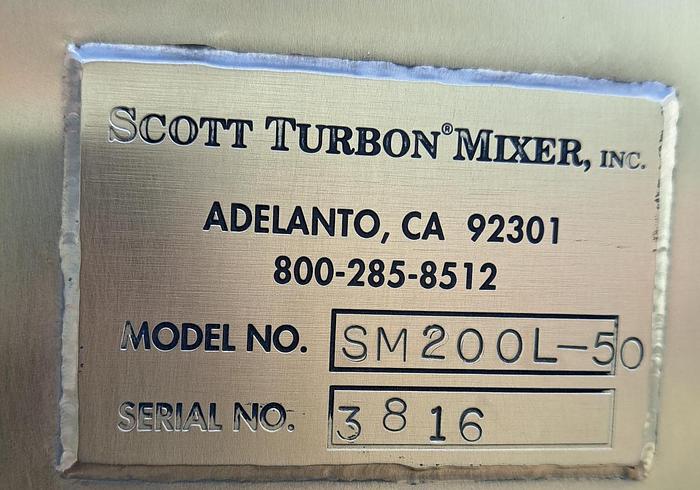 SCOTT TURBON® MIXER, INC.
ADELANTO, CA 92301
800-285-8512
MODEL NO. SM200L-50
SERIAL NO. 3816